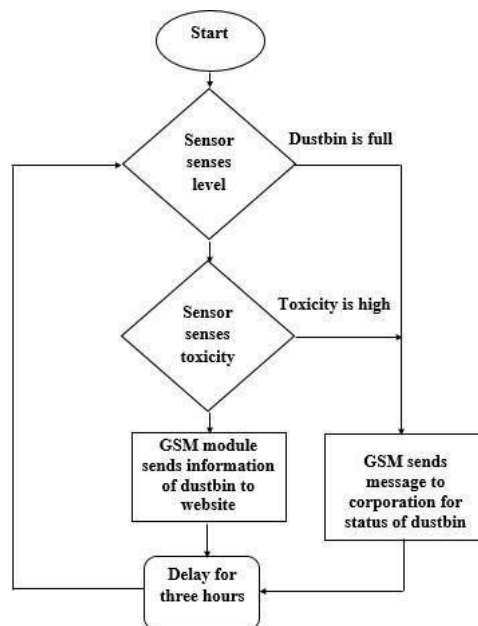 Start
Sensor
senses
level
Dustbin is full
Sensor
senses
toxicity
Toxicity is high
GSM module
sends information
of dustbin to
website
GSM sends
message to
corporation for
status of dustbin
Delay for
three hours